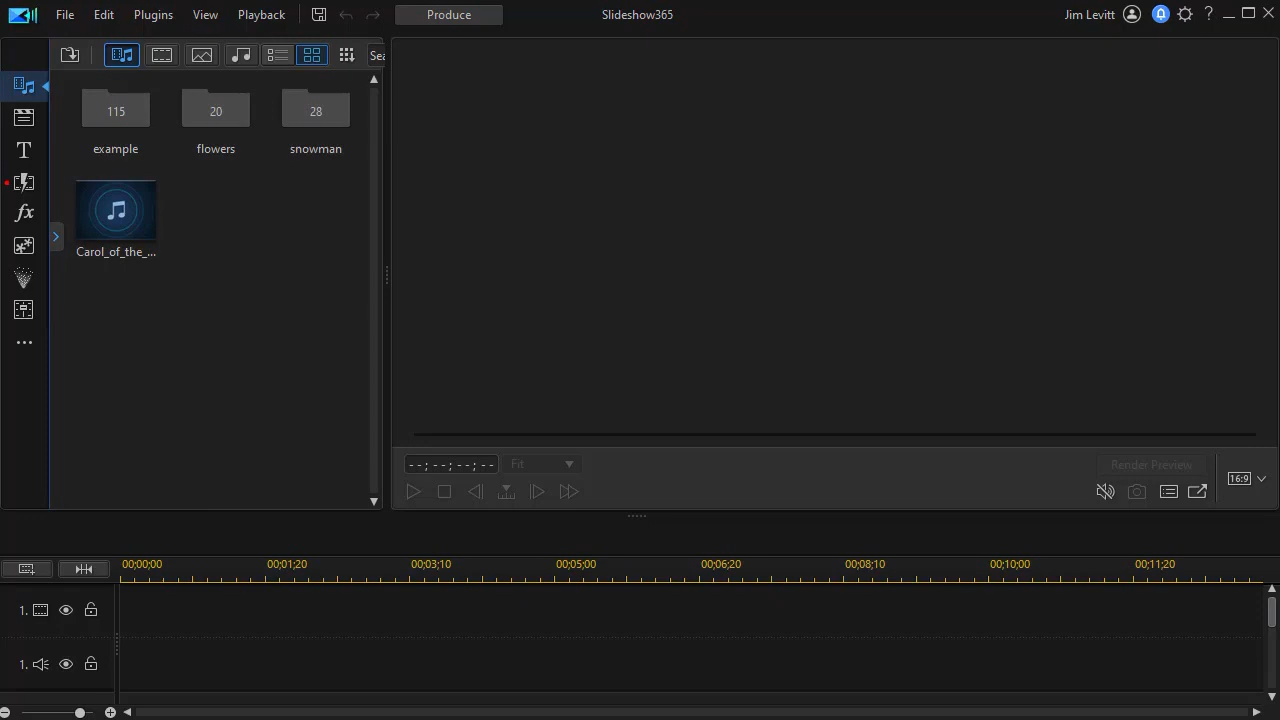 File Edit Plugins View Playback Produce Slideshow365 Jim Levitt ?
Sea
115 20 28
example flowers snowman
T
fx
Carol_of_the_...
--;--;--;-- Fit Render Preview
16:9
00;00;00 00;01;20 00;03;10 00;05;00 00;06;20 00;08;10 00;10;00 00;11;20
1.
1.